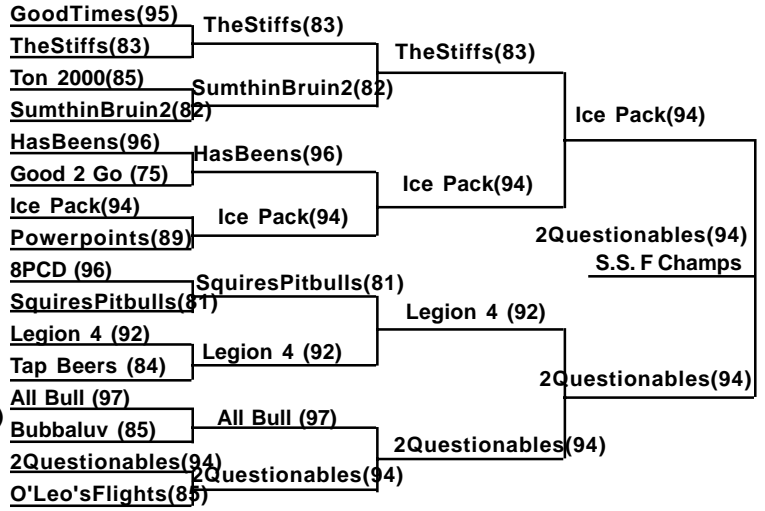 GoodTimes(95)
TheStiffs(83)
Ton 2000(85)
SumthinBruin2(82)
HasBeens(96)
Good 2 Go (75)
Ice Pack(94)
Powerpoints(89)
8PCD (96)
SquiresPitbulls(81)
Legion 4 (92)
Tap Beers (84)
All Bull (97)
)
Bubbaluv (85)
2Questionables(94)
O'Leo'sFlights(85)
TheStiffs(83)
SumthinBruin2(82)
HasBeens(96)
Ice Pack(94)
SquiresPitbulls(81)
Legion 4 (92)
All Bull (97)
2Questionables(94)
TheStiffs(83)
Ice Pack(94)
Legion 4 (92)
2Questionables(94)
Ice Pack(94)
2Questionables(94)
2Questionables(94)
S.S. F Champs